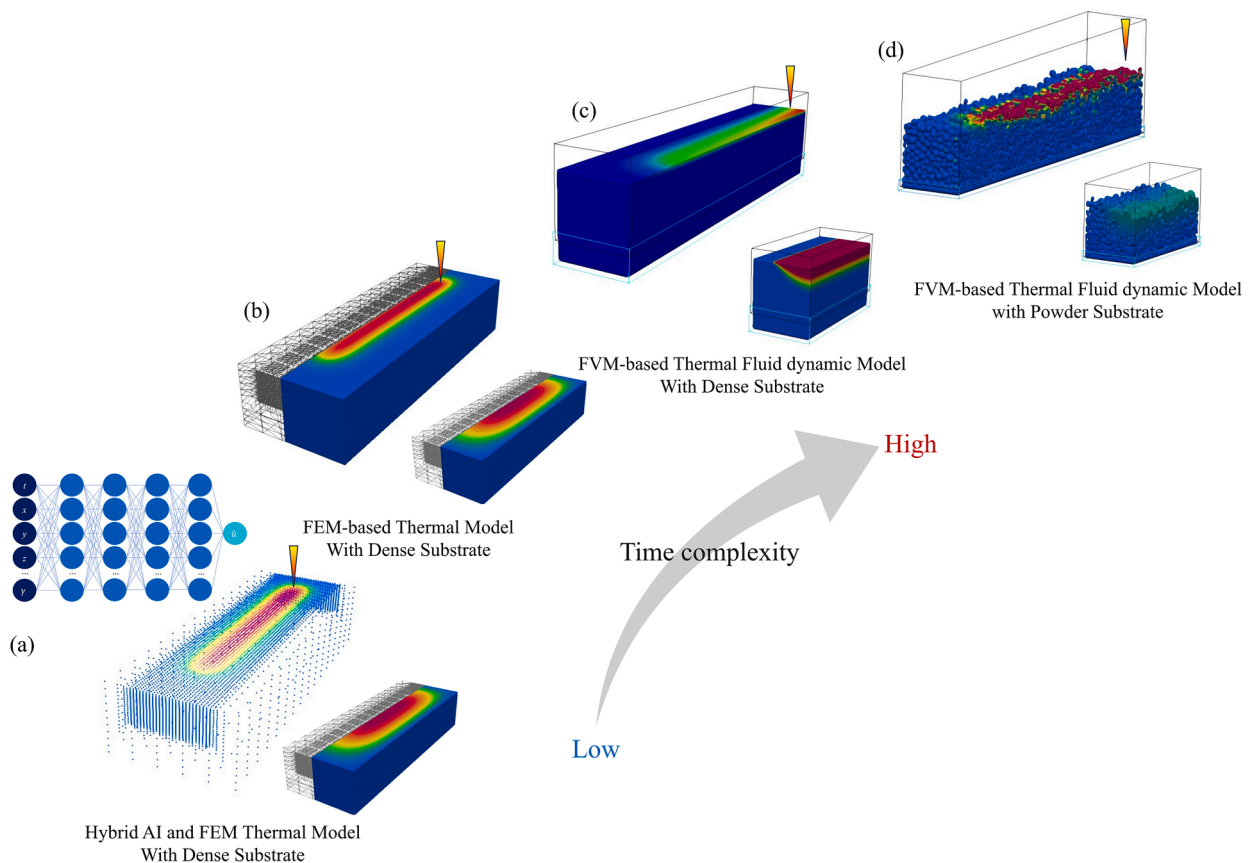 (d)
(c)
FVM-based Thermal Fluid dynamic Model
with Powder Substrate
(b)
FVM-based Thermal Fluid dynamic Model
With Dense Substrate
High
t
x
y
z
...
... ... ... ...
γ
û
FEM-based Thermal Model
With Dense Substrate
Time complexity
(a)
Low
Hybrid AI and FEM Thermal Model
With Dense Substrate